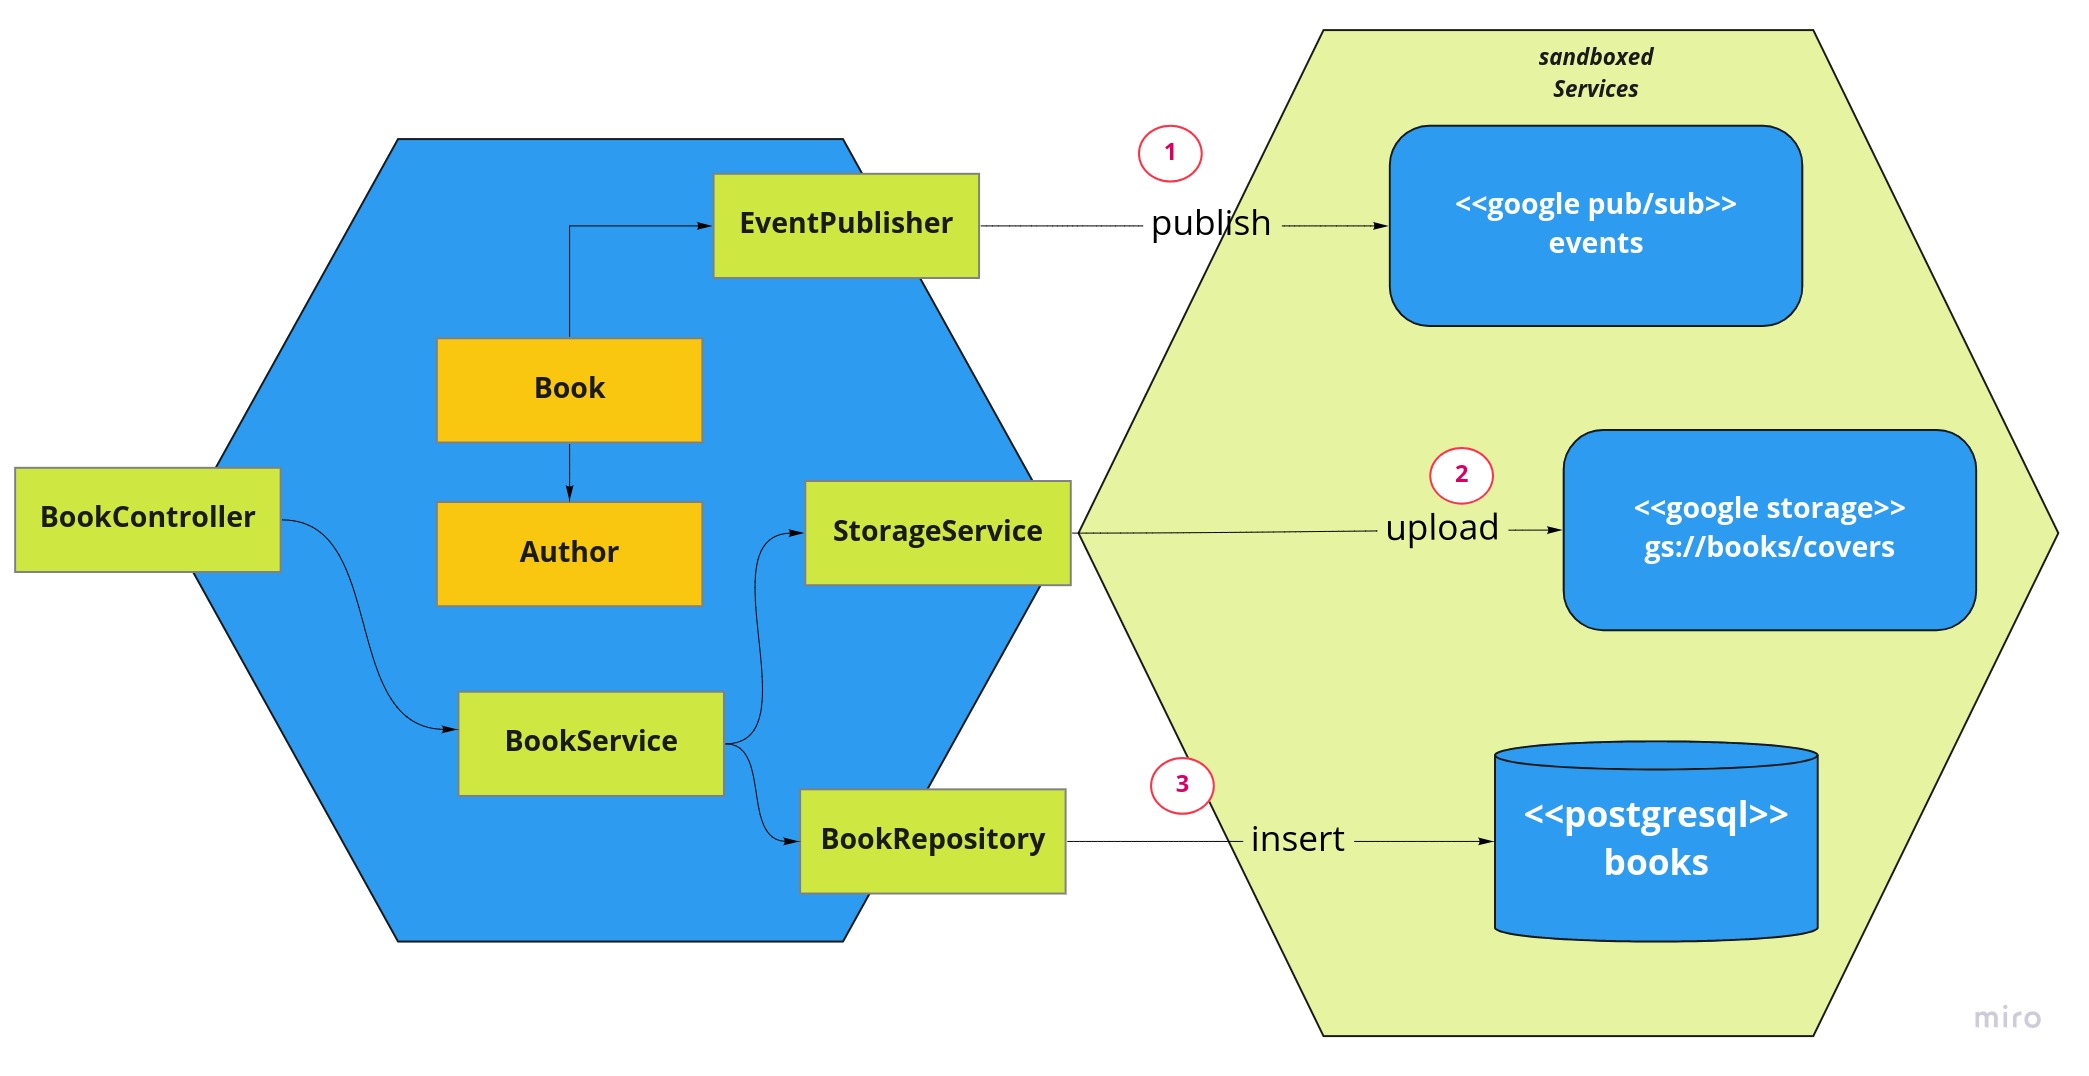 sandboxed
Services
1
EventPublisher
publish
<<google pub/sub>>
events
Book
BookController
Author
StorageService
2
upload
<<google storage>>
gs://books/covers
BookService
3
BookRepository
insert
<<postgresql>>
books
miro